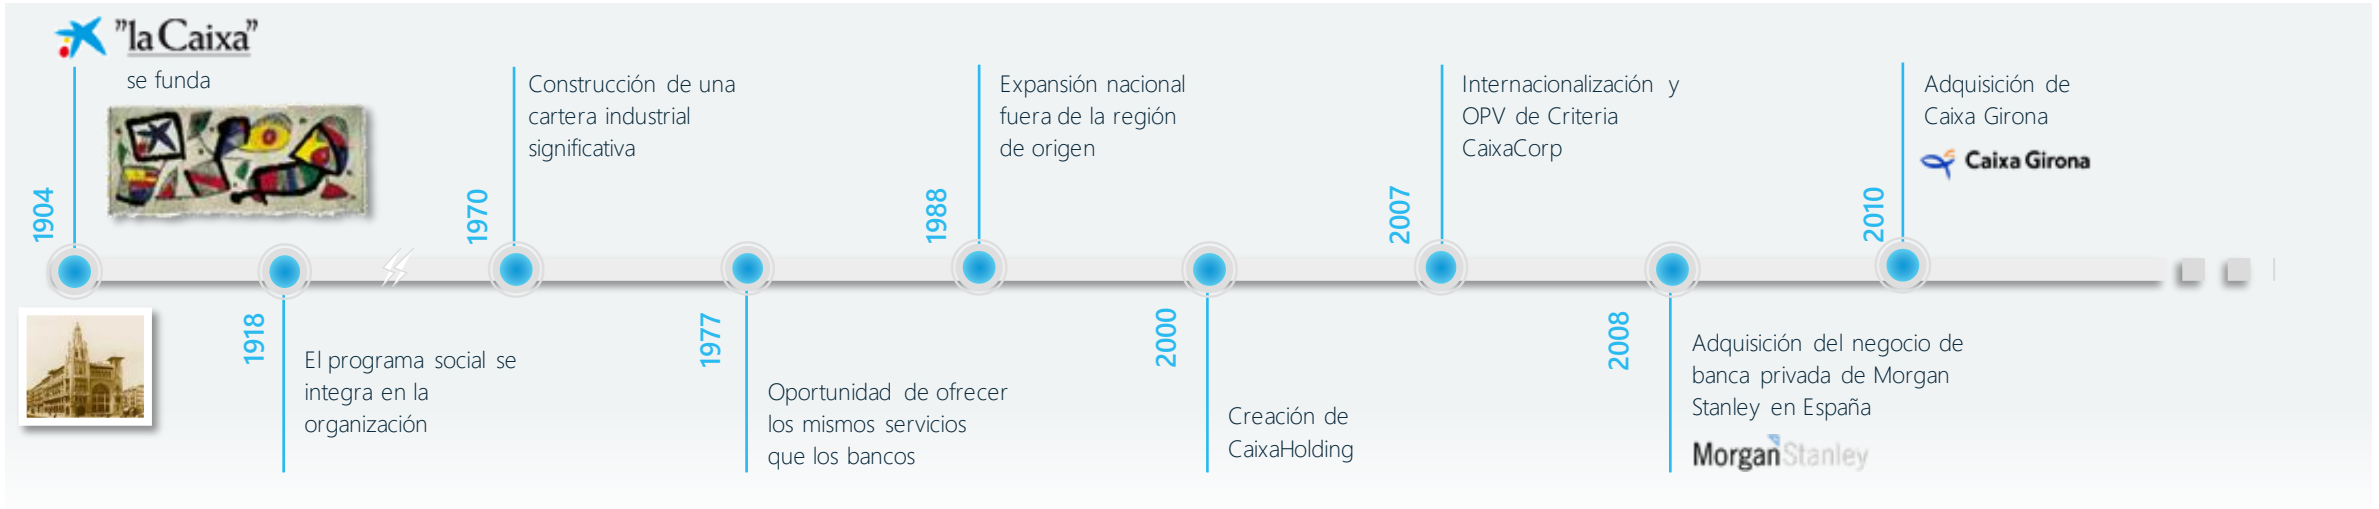 "la Caixa"
se funda
1904
1918
El programa social se
integra en la
organización
1970
Construcción de una
cartera industrial
significativa
1977
Oportunidad de ofrecer
los mismos servicios
que los bancos
1988
Expansión nacional
fuera de la región
de origen
2000
Creación de
CaixaHolding
2007
Internacionalización y
OPV de Criteria
CaixaCorp
2008
Adquisición del negocio de
banca privada de Morgan
Stanley en España
MorganStanley
2010
Adquisición de
Caixa Girona
Caixa Girona